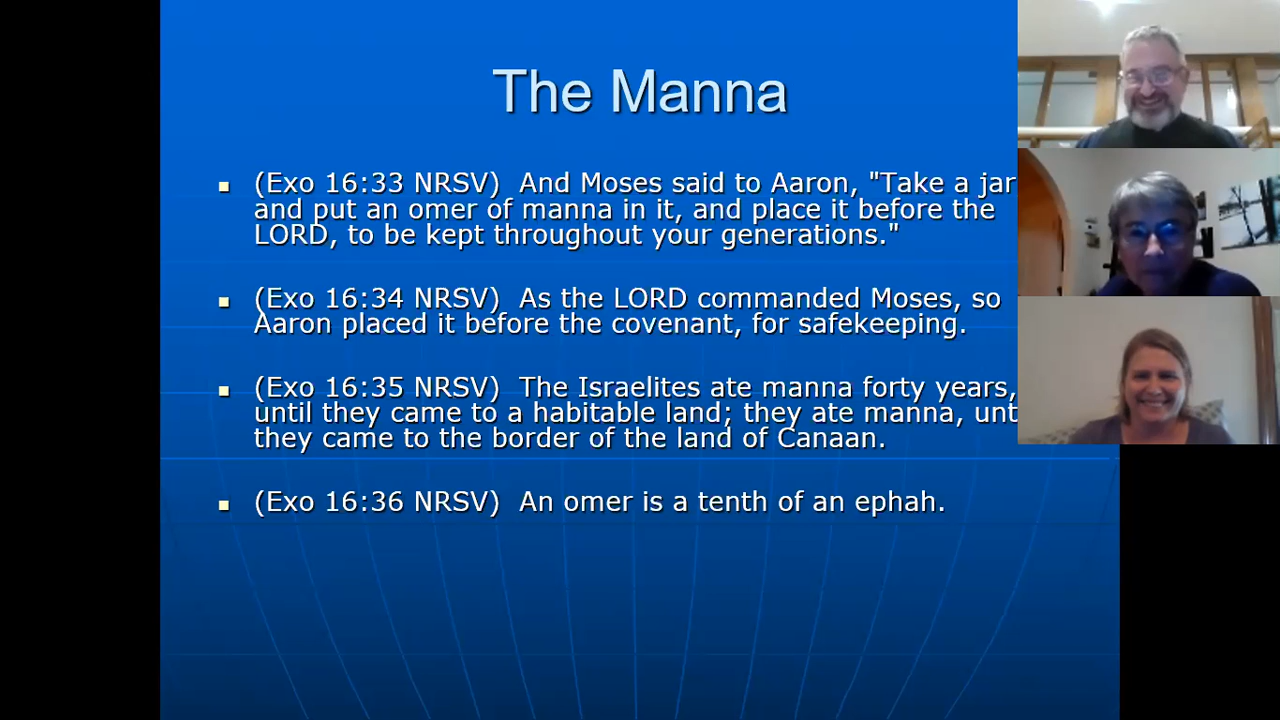 The Manna
(Exo 16:33 NRSV) And Moses said to Aaron, "Take a jar
and put an omer of manna in it, and place it before the
LORD, to be kept throughout your generations."
(Exo 16:34 NRSV) As the LORD commanded Moses, so
Aaron placed it before the covenant, for safekeeping.
(Exo 16:35 NRSV) The Israelites ate manna forty years,
until they came to a habitable land; they ate manna, unt
they came to the border of the land of Canaan.
(Exo 16:36 NRSV) An omer is a tenth of an ephah.